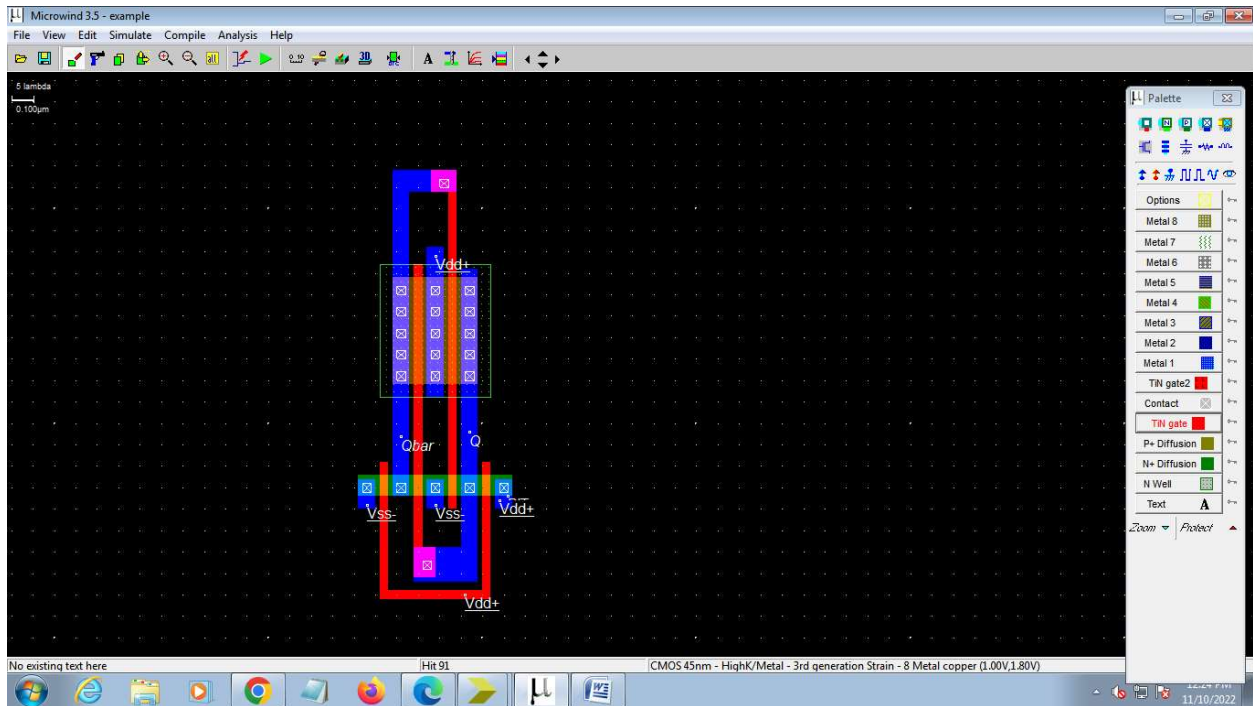 Microwind 3.5 - example
File View Edit Simulate Compile Analysis Help
5 lambda
0.100µm
Palette
Options
Metal 8
Metal 7
Metal 6
Metal 5
Metal 4
Metal 3
Metal 2
Metal 1
TiN gate2
Contact
TiN gate
P+ Diffusion
N+ Diffusion
N Well
Text A
Zoom Protect
Vdd+
Qbar Q
Vss- Vss- Vdd+
Vdd+
No existing text here Hit 91 CMOS 45nm - HighK/Metal - 3rd generation Strain - 8 Metal copper (1.00V,1.80V)
12:24 PM
11/10/2022